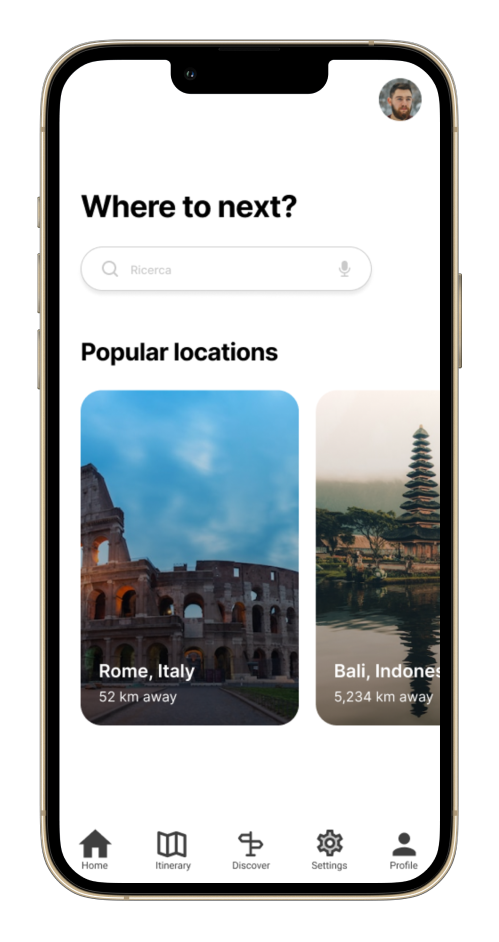 Where to next?
Ricerca
Popular locations
Rome, Italy
52 km away
Bali, Indones
5,234 km away
Home
Itinerary
Discover
Settings
Profile